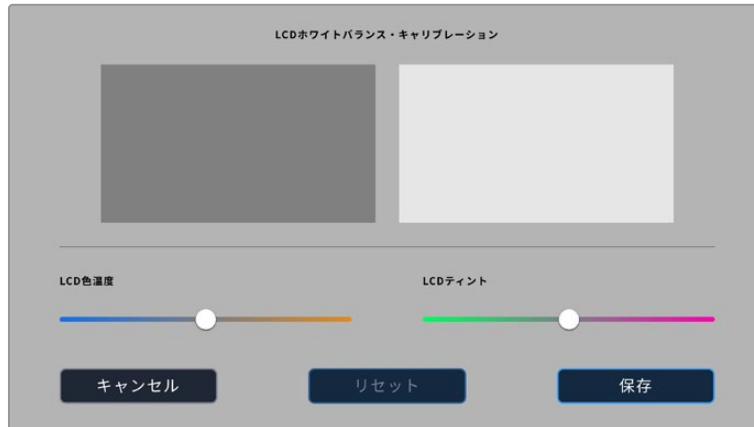 LCDホワイトバランス・キャリブレーション
LCD色温度
LCDティント
キャンセル
リセット
保存